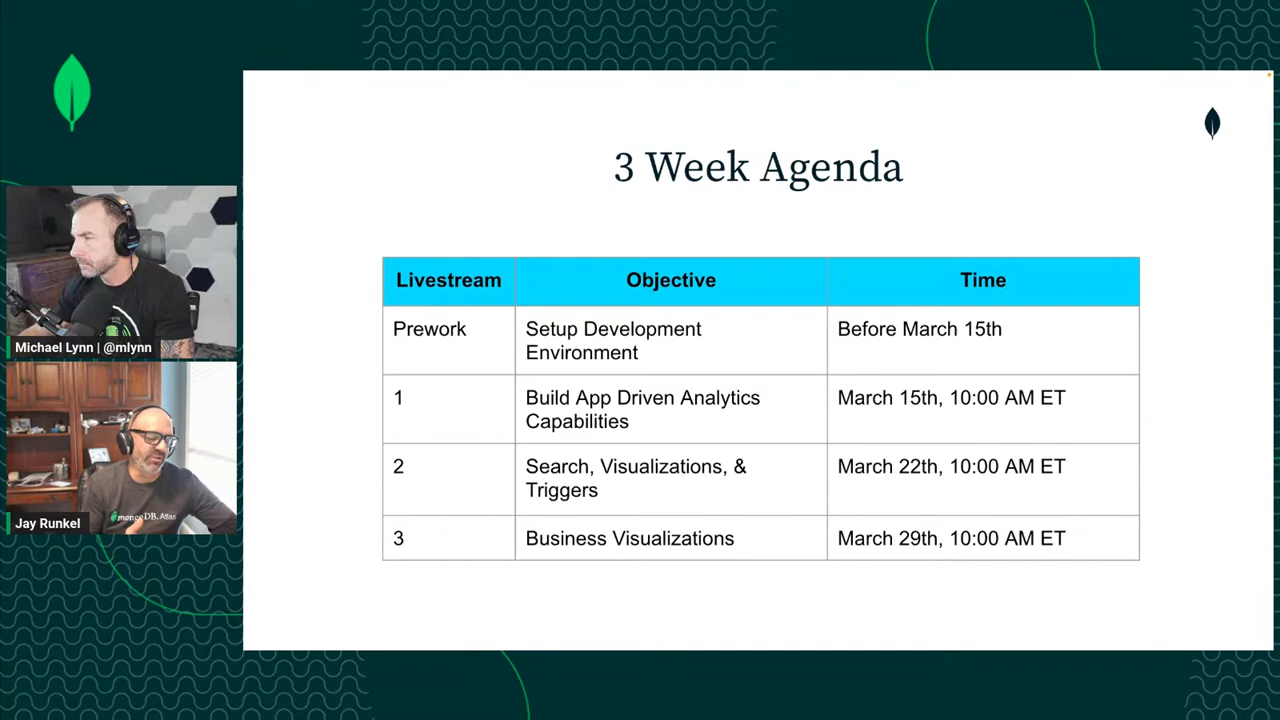 3 Week Agenda
Livestream Objective Time
Prework Setup Development Before March 15th
Environment
1 Build App Driven Analytics March 15th, 10:00 AM ET
Capabilities
2 Search, Visualizations, & March 22th, 10:00 AM ET
Triggers
3 Business Visualizations March 29th, 10:00 AM ET
Michael Lynn | @mlynn
mongoDB.Atlas
Jay Runkel